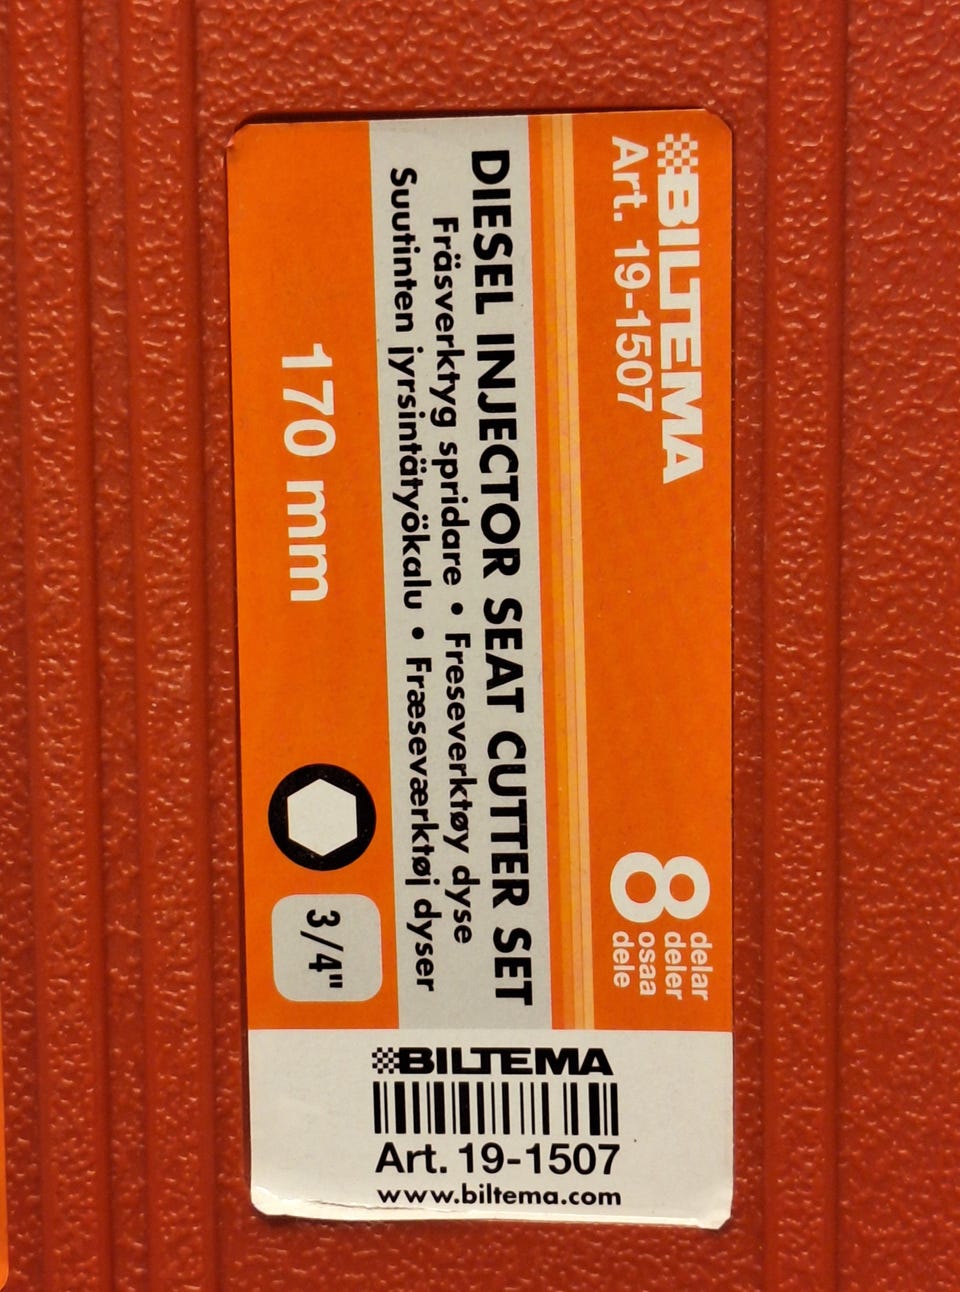 BILTEMA
Art. 19-1507
8
delar
deler
osaa
dele
DIESEL INJECTOR SEAT CUTTER SET
Fräsverktyg spridare • Freseverktøy dyse
Suutinten jyrsintätyökalu • Fræseværktøj dyser
170 mm
3/4"
BILTEMA
Art. 19-1507
www.biltema.com